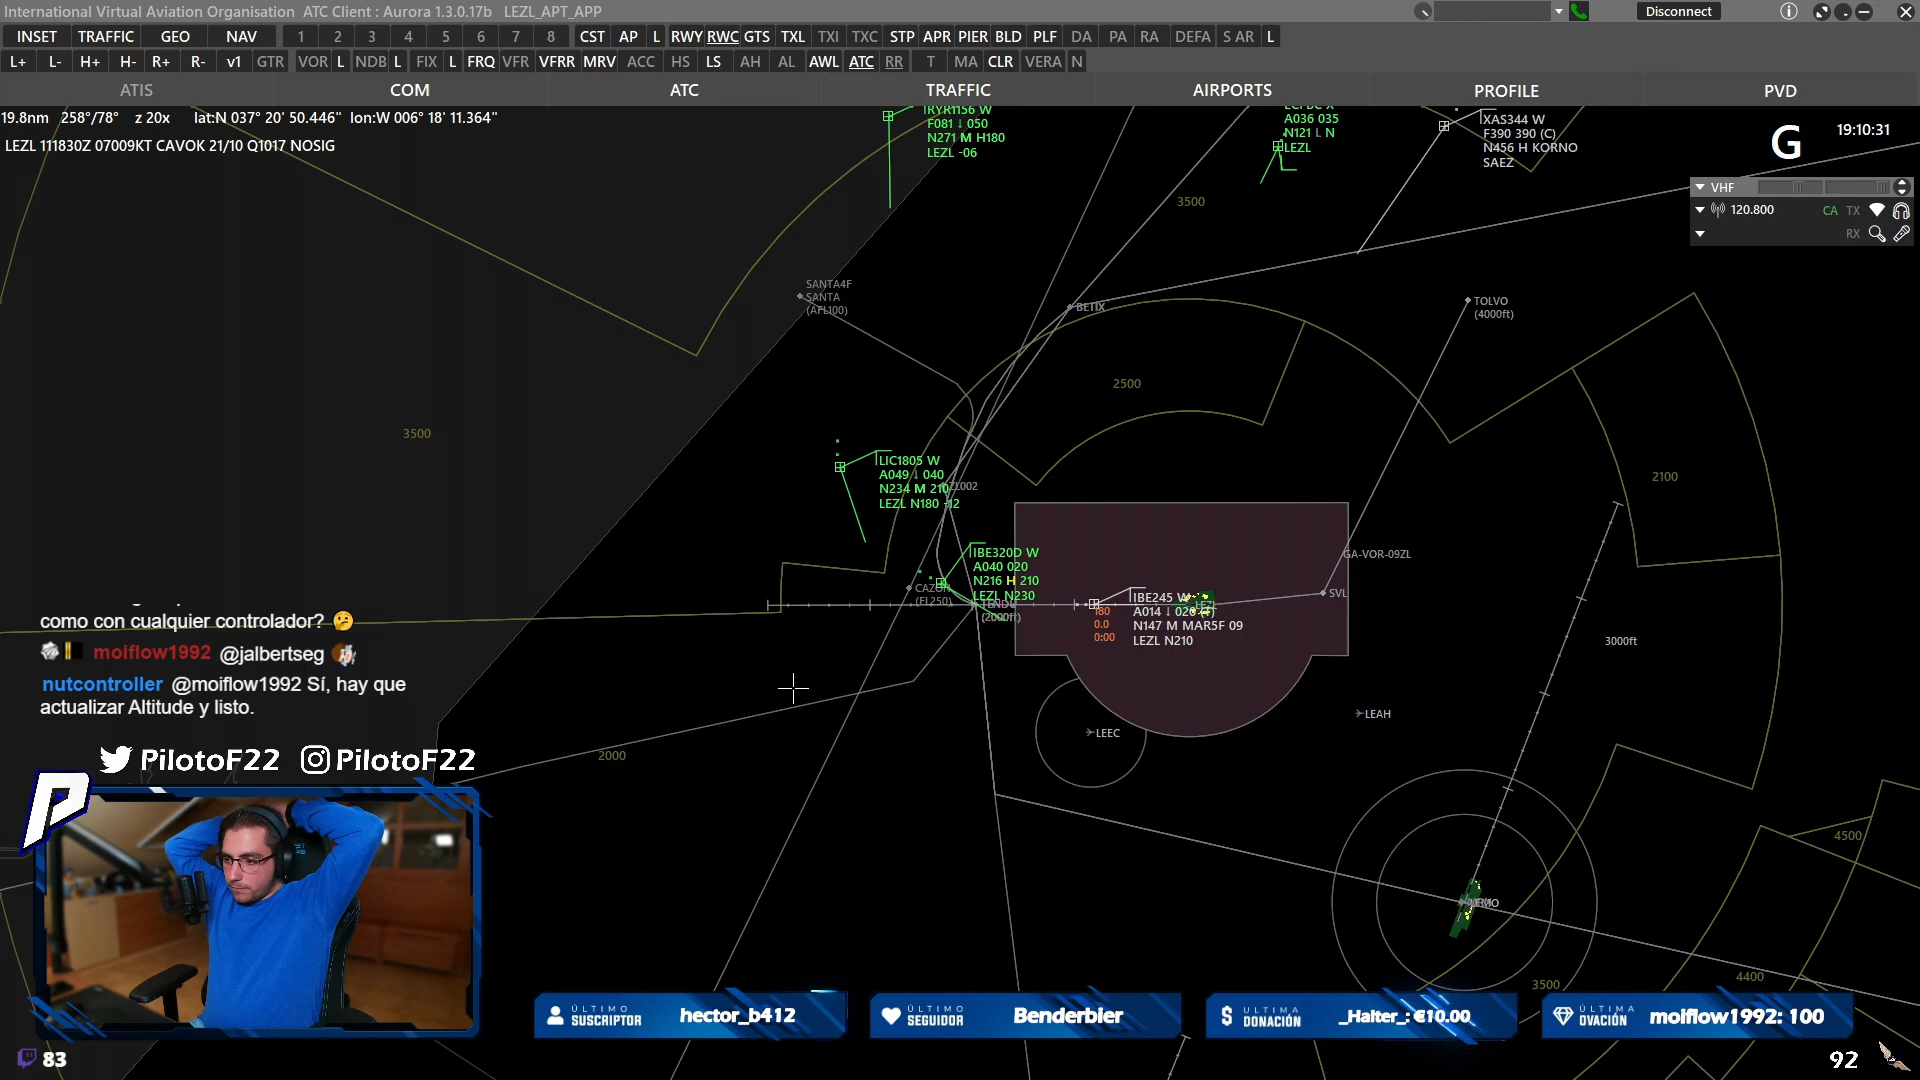 International Virtual Aviation Organisation ATC Client : Aurora 1.3.0.17b LEZL_APT_APP
Disconnect
INSET TRAFFIC GEO NAV 1 2 3 4 5 6 7 8 CST AP L RWY RWC GTS TXL TXI TXC STP APR PIER BLD PLF DA PA RA DEFA S AR L
L+ L- H+ H- R+ R- v1 GTR VOR L NDB L FIX L FRQ VFR VFRR MRV ACC HS LS AH AL AWL ATC RR T MA CLR VERA N
ATIS COM ATC TRAFFIC AIRPORTS PROFILE PVD
19.8nm 258°/78° z 20x lat:N 037° 20' 50.446" lon:W 006° 18' 11.364"
LEZL 111830Z 07009KT CAVOK 21/10 Q1017 NOSIG
G
19:10:31
VHF
120.800 CA TX
RX
IRYR1156 W
F081 ↓ 050
N271 M H180
LEZL -06
A036 035
N121 L N
LEZL
XAS344 W
F390 390 (C)
N456 H KORNO
SAEZ
3500
SANTA4F
SANTA
(AFL100)
BETIX
TOLVO
(4000ft)
2500
3500
2100
LIC1805 W
A049 ↓ 040
N234 M 210
LEZL N180 -12
ZL002
IBE320D W
A040 020
N216 H 210
LEZL N230
(FL250)
(2000ft)
GA-VOR-09ZL
SVL
IBE245 W
N147 M MAR5F 09
LEZL N210
180
0.0
0:00
LEZL
3000ft
LEAH
LEEC
2000
4500
4400
3500
como con cualquier controlador? 🤔
moiflow1992 @jalbertseg
nutcontroller @moiflow1992 Sí, hay que
actualizar Altitude y listo.
PilotoF22 PilotoF22
P
ÚLTIMO SUSCRIPTOR hector_b412
ÚLTIMO SEGUIDOR Benderbier
ÚLTIMA DONACIÓN _Halter_: €10.00
ÚLTIMA OVACIÓN moiflow1992: 100
83
92